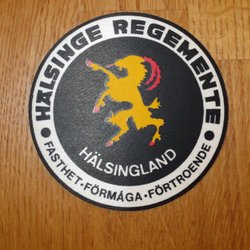 HÄLSINGE REGEMENTE
HÄLSINGLAND
• FASTHET·FÖRMÅGA·FÖRTROENDE •